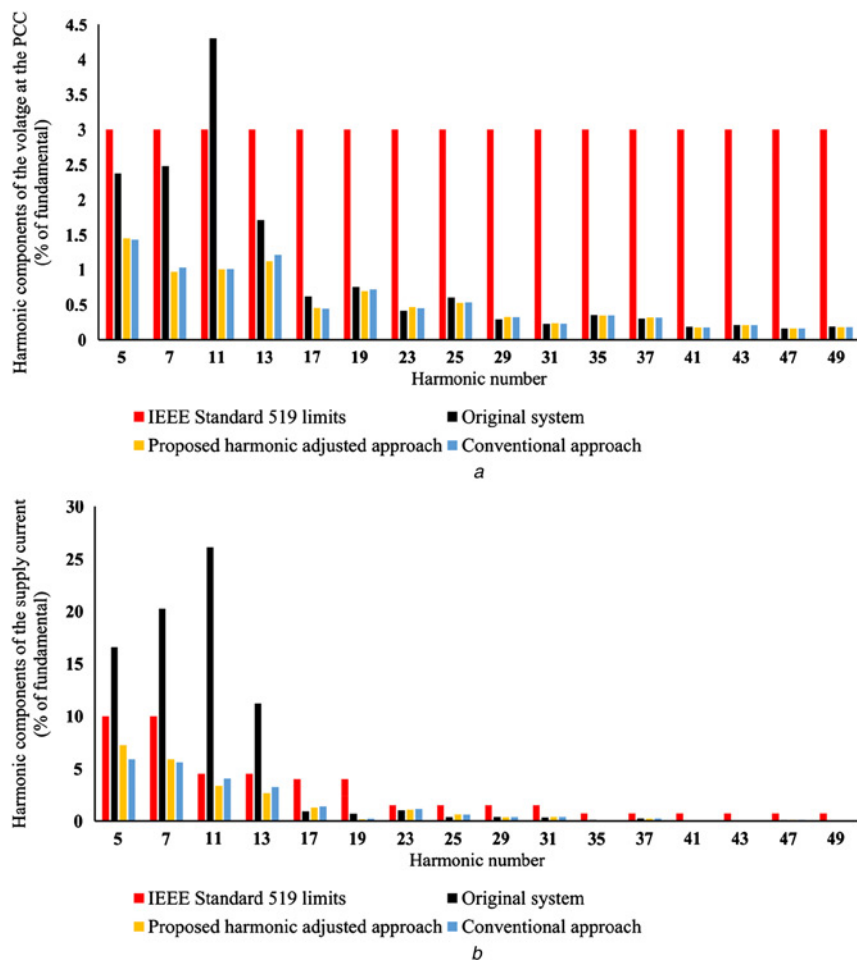 Harmonic components of the volatge at the PCC
(% of fundamental)
4.5
4
3.5
3
2.5
2
1.5
1
0.5
0
5 7 11 13 17 19 23 25 29 31 35 37 41 43 47 49
Harmonic number
IEEE Standard 519 limits Original system
Proposed harmonic adjusted approach Conventional approach
a
Harmonic components of the supply current
(% of fundamental)
30
25
20
15
10
5
0
5 7 11 13 17 19 23 25 29 31 35 37 41 43 47 49
Harmonic number
IEEE Standard 519 limits Original system
Proposed harmonic adjusted approach Conventional approach
b